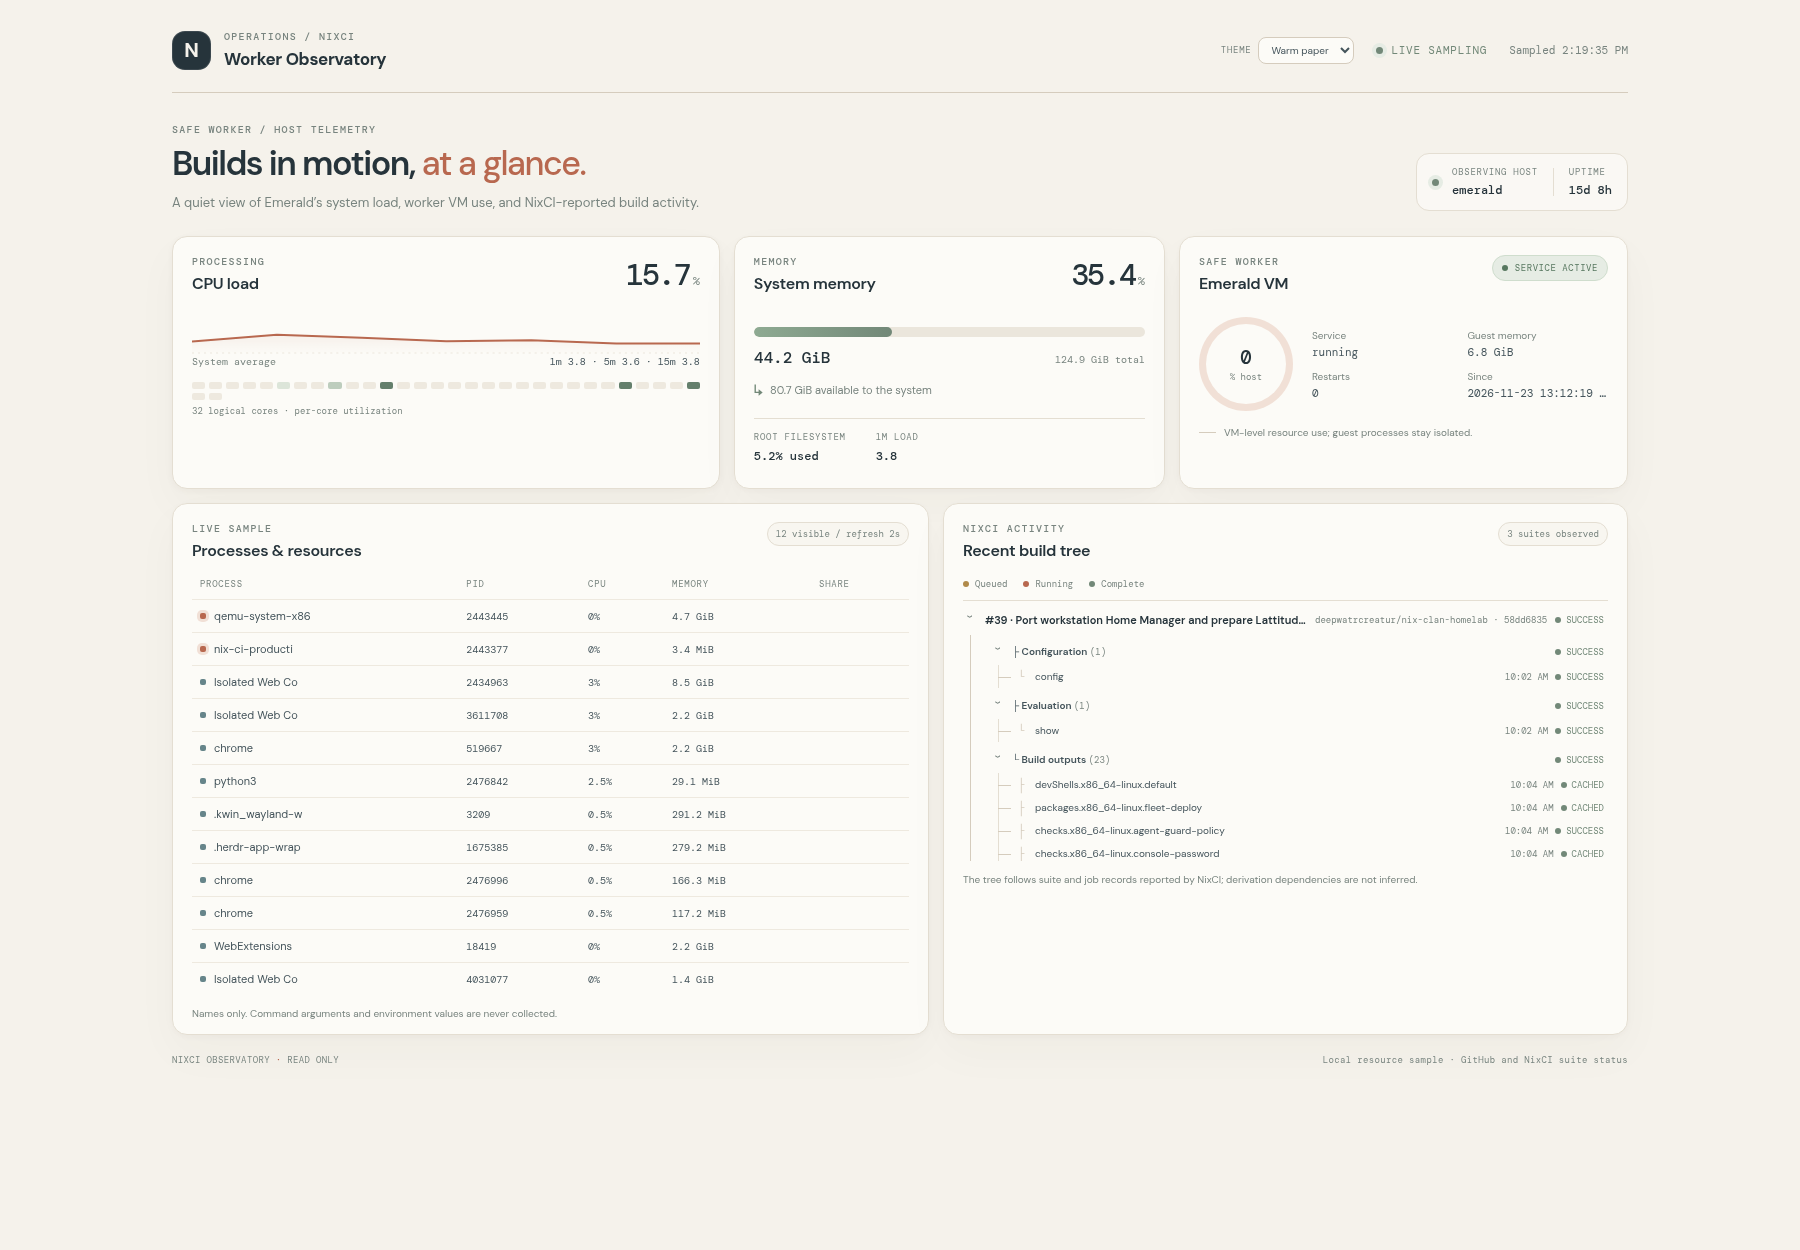 N
OPERATIONS / NIXCI
Worker Observatory
THEME Warm paper LIVE SAMPLING Sampled 2:19:35 PM
SAFE WORKER / HOST TELEMETRY
Builds in motion, at a glance.
A quiet view of Emerald's system load, worker VM use, and NixCI-reported build activity.
OBSERVING HOST
emerald
UPTIME
15d 8h
PROCESSING
CPU load
15.7%
System average
1m 3.8 · 5m 3.6 · 15m 3.8
32 logical cores · per-core utilization
MEMORY
System memory
35.4%
44.2 GiB
124.9 GiB total
↳ 80.7 GiB available to the system
ROOT FILESYSTEM
5.2% used
1M LOAD
3.8
SAFE WORKER
Emerald VM
SERVICE ACTIVE
0
% host
Service
running
Guest memory
6.8 GiB
Restarts
0
Since
2026-11-23 13:12:19 …
VM-level resource use; guest processes stay isolated.
LIVE SAMPLE
Processes & resources
12 visible / refresh 2s
PROCESS PID CPU MEMORY SHARE
qemu-system-x86 2443445 0% 4.7 GiB
nix-ci-producti 2443377 0% 3.4 MiB
Isolated Web Co 2434963 3% 8.5 GiB
Isolated Web Co 3611708 3% 2.2 GiB
chrome 519667 3% 2.2 GiB
python3 2476842 2.5% 29.1 MiB
.kwin_wayland-w 3209 0.5% 291.2 MiB
.herdr-app-wrap 1675385 0.5% 279.2 MiB
chrome 2476996 0.5% 166.3 MiB
chrome 2476959 0.5% 117.2 MiB
WebExtensions 18419 0% 2.2 GiB
Isolated Web Co 4031077 0% 1.4 GiB
Names only. Command arguments and environment values are never collected.
NIXCI ACTIVITY
Recent build tree
3 suites observed
Queued Running Complete
#39 · Port workstation Home Manager and prepare Lattitud… deepwatrcreatur/nix-clan-homelab · 58dd6835 SUCCESS
├ Configuration (1) SUCCESS
└ config 10:02 AM SUCCESS
├ Evaluation (1) SUCCESS
└ show 10:02 AM SUCCESS
└ Build outputs (23) SUCCESS
├ devShells.x86_64-linux.default 10:04 AM CACHED
├ packages.x86_64-linux.fleet-deploy 10:04 AM CACHED
├ checks.x86_64-linux.agent-guard-policy 10:04 AM SUCCESS
├ checks.x86_64-linux.console-password 10:04 AM CACHED
The tree follows suite and job records reported by NixCI; derivation dependencies are not inferred.
NIXCI OBSERVATORY · READ ONLY
Local resource sample · GitHub and NixCI suite status